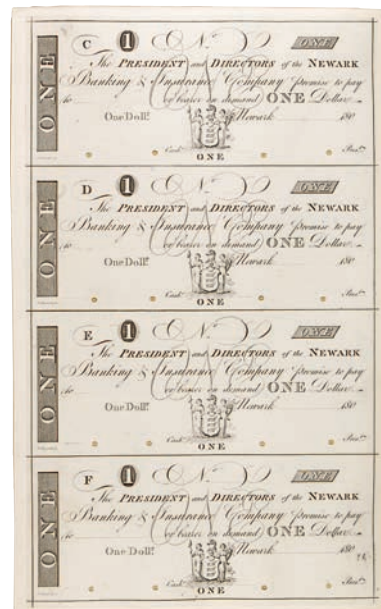 ONE
C 1 N.o ONE
The PRESIDENT and DIRECTORS of the NEWARK
Banking & Insurance Company promise to pay
to or bearer on demand ONE Dollar
One Doll.r Newark 180
Cash.r Pres.t
ONE
ONE
D 1 N.o ONE
The PRESIDENT and DIRECTORS of the NEWARK
Banking & Insurance Company promise to pay
to or bearer on demand ONE Dollar
One Doll.r Newark 180
Cash.r Pres.t
ONE
ONE
E 1 N.o ONE
The PRESIDENT and DIRECTORS of the NEWARK
Banking & Insurance Company promise to pay
to or bearer on demand ONE Dollar
One Doll.r Newark 180
Cash.r Pres.t
ONE
ONE
F 1 N.o ONE
The PRESIDENT and DIRECTORS of the NEWARK
Banking & Insurance Company promise to pay
to or bearer on demand ONE Dollar
One Doll.r Newark 180
Cash.r Pres.t
ONE